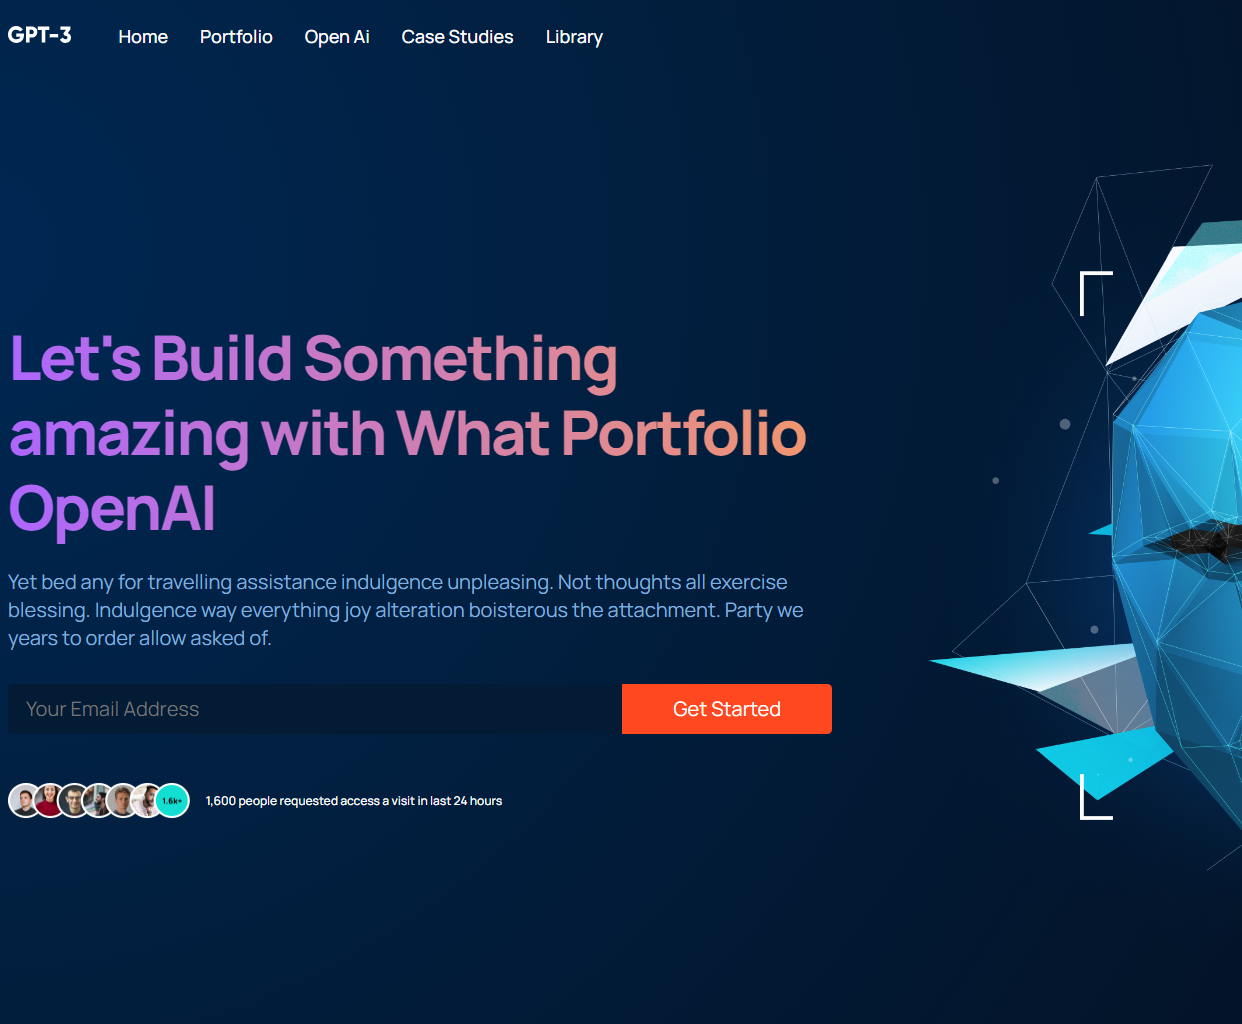 GPT-3 Home Portfolio Open Ai Case Studies Library
Let's Build Something
amazing with What Portfolio
OpenAI
Yet bed any for travelling assistance indulgence unpleasing. Not thoughts all exercise
blessing. Indulgence way everything joy alteration boisterous the attachment. Party we
years to order allow asked of.
Your Email Address Get Started
1.6k+ 1,600 people requested access a visit in last 24 hours